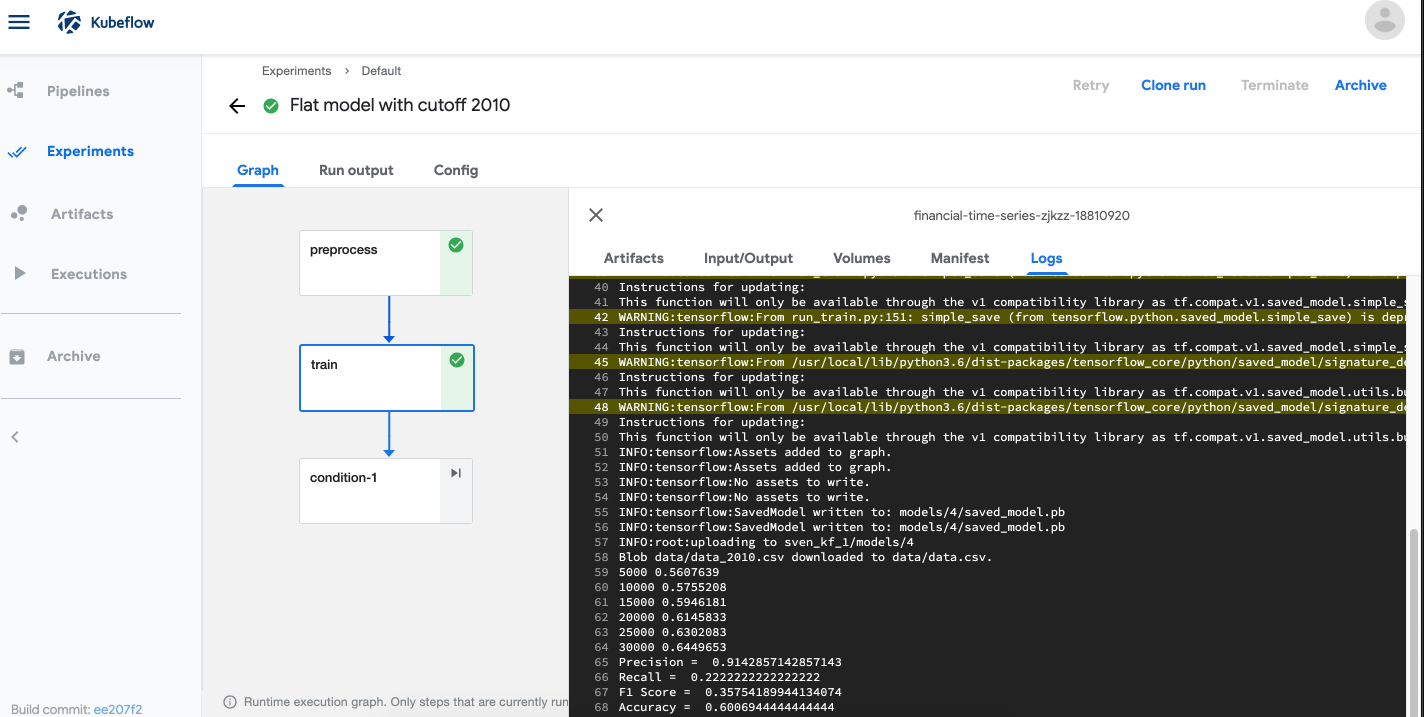 Kubeflow
Pipelines
Experiments
Artifacts
Executions
Archive
Build commit: ee207f2
Experiments > Default
Flat model with cutoff 2010
Retry Clone run Terminate Archive
Graph Run output Config
preprocess
train
condition-1
Runtime execution graph. Only steps that are currently run
financial-time-series-zjkzz-18810920
Artifacts Input/Output Volumes Manifest Logs
40 Instructions for updating:
41 This function will only be available through the v1 compatibility library as tf.compat.v1.saved_model.simple_s
42 WARNING:tensorflow:From run_train.py:151: simple_save (from tensorflow.python.saved_model.simple_save) is depr
43 Instructions for updating:
44 This function will only be available through the v1 compatibility library as tf.compat.v1.saved_model.simple_s
45 WARNING:tensorflow:From /usr/local/lib/python3.6/dist-packages/tensorflow_core/python/saved_model/signature_de
46 Instructions for updating:
47 This function will only be available through the v1 compatibility library as tf.compat.v1.saved_model.utils.bu
48 WARNING:tensorflow:From /usr/local/lib/python3.6/dist-packages/tensorflow_core/python/saved_model/signature_de
49 Instructions for updating:
50 This function will only be available through the v1 compatibility library as tf.compat.v1.saved_model.utils.bu
51 INFO:tensorflow:Assets added to graph.
52 INFO:tensorflow:Assets added to graph.
53 INFO:tensorflow:No assets to write.
54 INFO:tensorflow:No assets to write.
55 INFO:tensorflow:SavedModel written to: models/4/saved_model.pb
56 INFO:tensorflow:SavedModel written to: models/4/saved_model.pb
57 INFO:root:uploading to sven_kf_1/models/4
58 Blob data/data_2010.csv downloaded to data/data.csv.
59 5000 0.5607639
60 10000 0.5755208
61 15000 0.5946181
62 20000 0.6145833
63 25000 0.6302083
64 30000 0.6449653
65 Precision =  0.9142857142857143
66 Recall =  0.2222222222222222
67 F1 Score =  0.35754189944134074
68 Accuracy =  0.6006944444444444